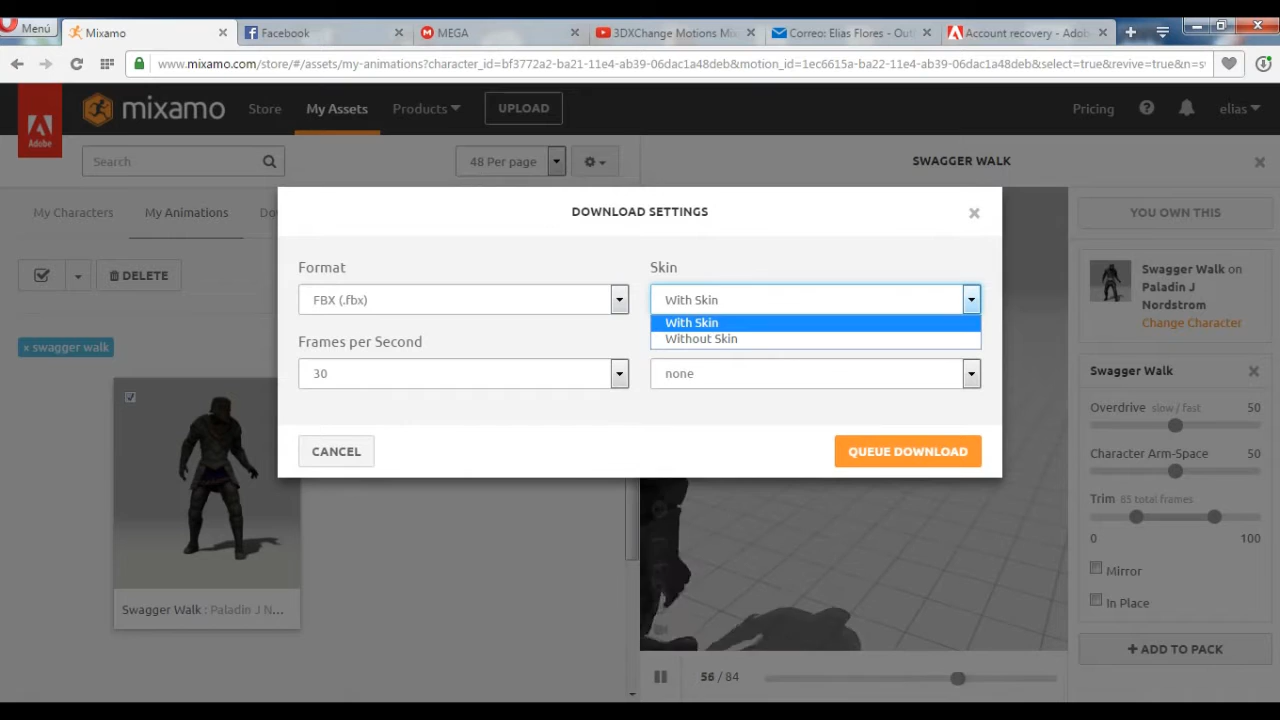 Menú
Mixamo
Facebook
MEGA
3DXChange Motions Mi
Correo: Elias Flores - Out
Account recovery - Adob
www.mixamo.com/store/#/assets/my-animations?character_id=bf3772a2-ba21-11e4-ab39-06dac1a48deb&motion_id=1ec6615a-ba22-11e4-ab39-06dac1a48deb&select=true&revive=true&n=s
Adobe
mixamo
Store
My Assets
Products
UPLOAD
Pricing
elias
Search
48 Per page
SWAGGER WALK
My Characters
My Animations
Do
DELETE
× swagger walk
Swagger Walk : Paladin J N...
DOWNLOAD SETTINGS
Format
Skin
FBX (.fbx)
With Skin
With Skin
Without Skin
Frames per Second
30
none
CANCEL
QUEUE DOWNLOAD
56 / 84
YOU OWN THIS
Swagger Walk on
Paladin J
Nordstrom
Change Character
Swagger Walk
Overdrive slow / fast 50
Character Arm-Space 50
Trim 85 total frames
0 100
Mirror
In Place
+ ADD TO PACK